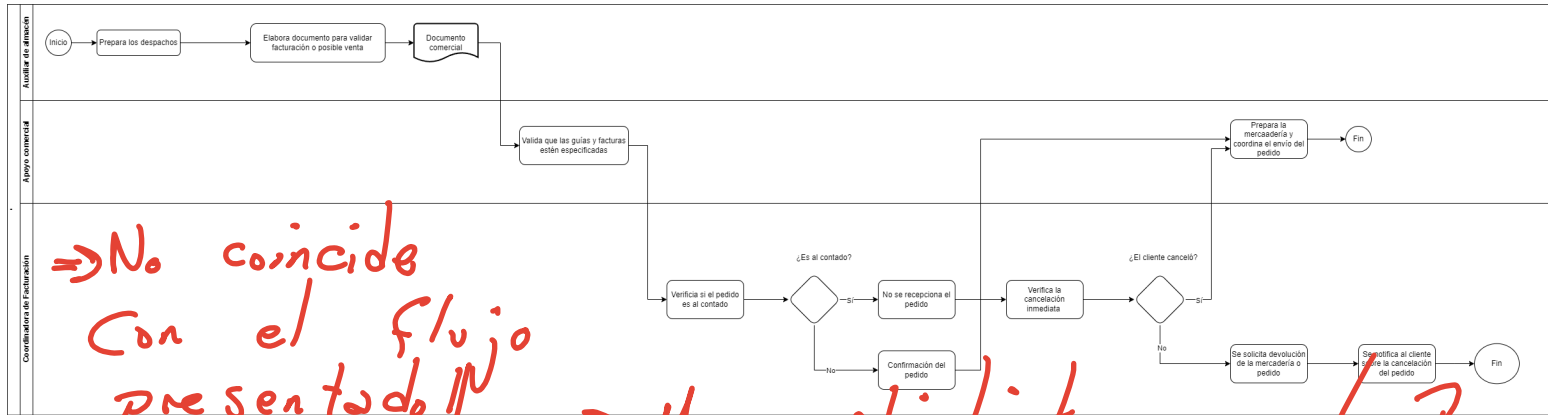 Auxiliar de almacén
Inicio
Prepara los despachos
Elabora documento para validar
facturación o posible venta
Documento
comercial
Apoyo comercial
Valida que las guías y facturas
estén especificadas
Prepara la
mercaadería y
coordina el envío del
pedido
Fin
Coordinadora de Facturación
Verificia si el pedido
es al contado
¿Es al contado?
Sí
No
No se recepciona el
pedido
Confirmación del
pedido
Verifica la
cancelación
inmediata
¿El cliente canceló?
Sí
No
Se solicita devolución
de la mercadería o
pedido
Se notifica al cliente
sobre la cancelación
del pedido
Fin
=>No coincide
Con el flujo
presentado